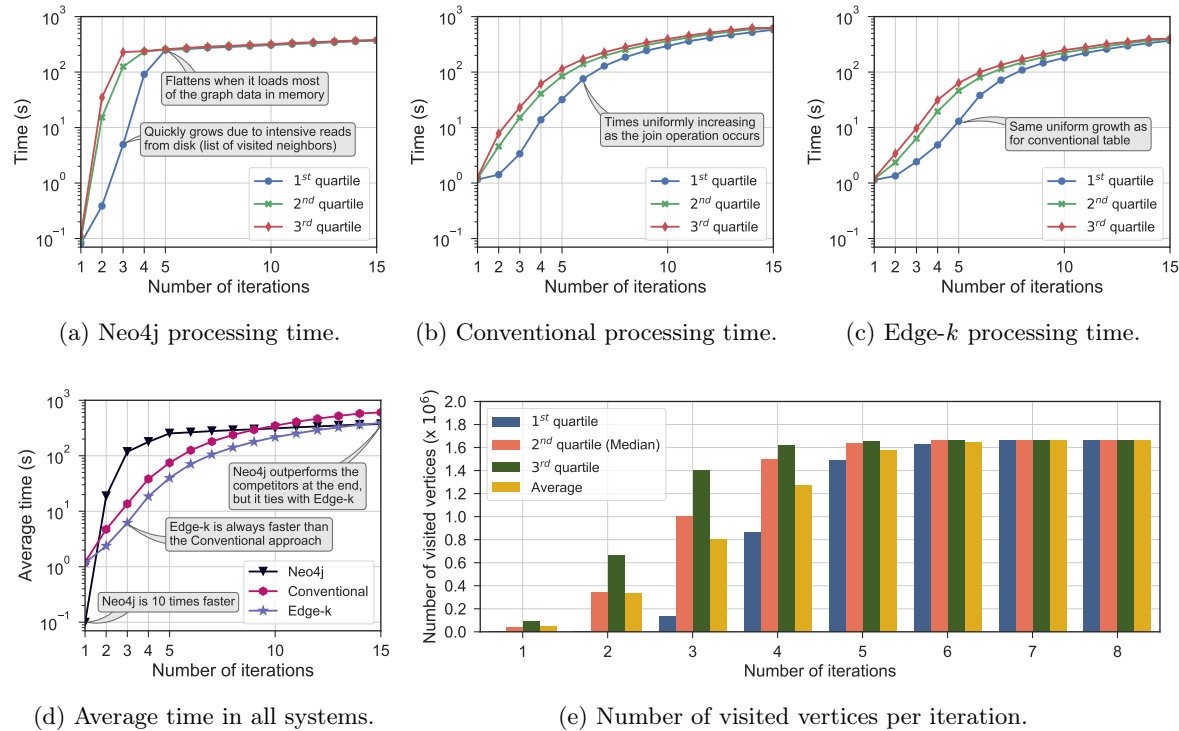 10³
10²
10¹
10⁰
10⁻¹
Time (s)
Flattens when it loads most
of the graph data in memory
Quickly grows due to intensive reads
from disk (list of visited neighbors)
1st quartile
2nd quartile
3rd quartile
1 2 3 4 5 10 15
Number of iterations
(a) Neo4j processing time.
10³
10²
10¹
10⁰
10⁻¹
Time (s)
Times uniformly increasing
as the join operation occurs
1st quartile
2nd quartile
3rd quartile
1 2 3 4 5 10 15
Number of iterations
(b) Conventional processing time.
10³
10²
10¹
10⁰
10⁻¹
Time (s)
Same uniform growth as
for conventional table
1st quartile
2nd quartile
3rd quartile
1 2 3 4 5 10 15
Number of iterations
(c) Edge-k processing time.
10³
10²
10¹
10⁰
10⁻¹
Average time (s)
Neo4j outperforms the
competitors at the end,
but it ties with Edge-k
Edge-k is always faster than
the Conventional approach
Neo4j is 10 times faster
Neo4j
Conventional
Edge-k
1 2 3 4 5 10 15
Number of iterations
(d) Average time in all systems.
2.0
1.8
1.6
1.4
1.2
1.0
0.8
0.6
0.4
0.2
0.0
Number of visited vertices (x 10⁶)
1st quartile
2nd quartile (Median)
3rd quartile
Average
1 2 3 4 5 6 7 8
Number of iterations
(e) Number of visited vertices per iteration.